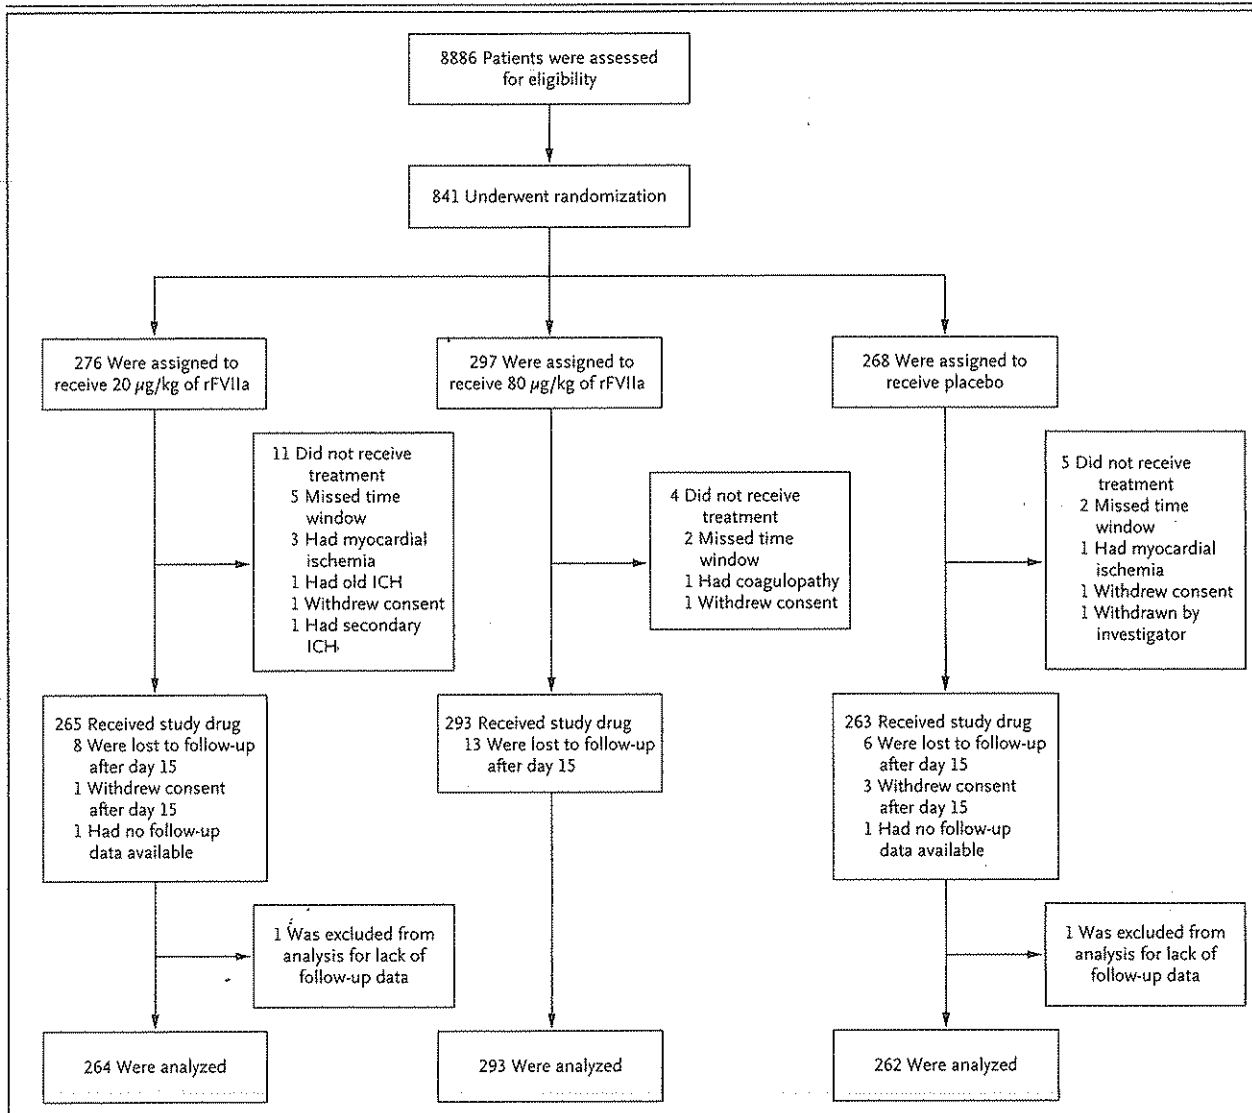 8886 Patients were assessed
for eligibility
841 Underwent randomization
276 Were assigned to
receive 20 µg/kg of rFVIIa
297 Were assigned to
receive 80 µg/kg of rFVIIa
268 Were assigned to
receive placebo
11 Did not receive
treatment
5 Missed time
window
3 Had myocardial
ischemia
1 Had old ICH
1 Withdrew consent
1 Had secondary
ICH
4 Did not receive
treatment
2 Missed time
window
1 Had coagulopathy
1 Withdrew consent
5 Did not receive
treatment
2 Missed time
window
1 Had myocardial
ischemia
1 Withdrew consent
1 Withdrawn by
investigator
265 Received study drug
8 Were lost to follow-up
after day 15
1 Withdrew consent
after day 15
1 Had no follow-up
data available
293 Received study drug
13 Were lost to follow-up
after day 15
263 Received study drug
6 Were lost to follow-up
after day 15
3 Withdrew consent
after day 15
1 Had no follow-up
data available
1 Was excluded from
analysis for lack of
follow-up data
1 Was excluded from
analysis for lack of
follow-up data
264 Were analyzed
293 Were analyzed
262 Were analyzed